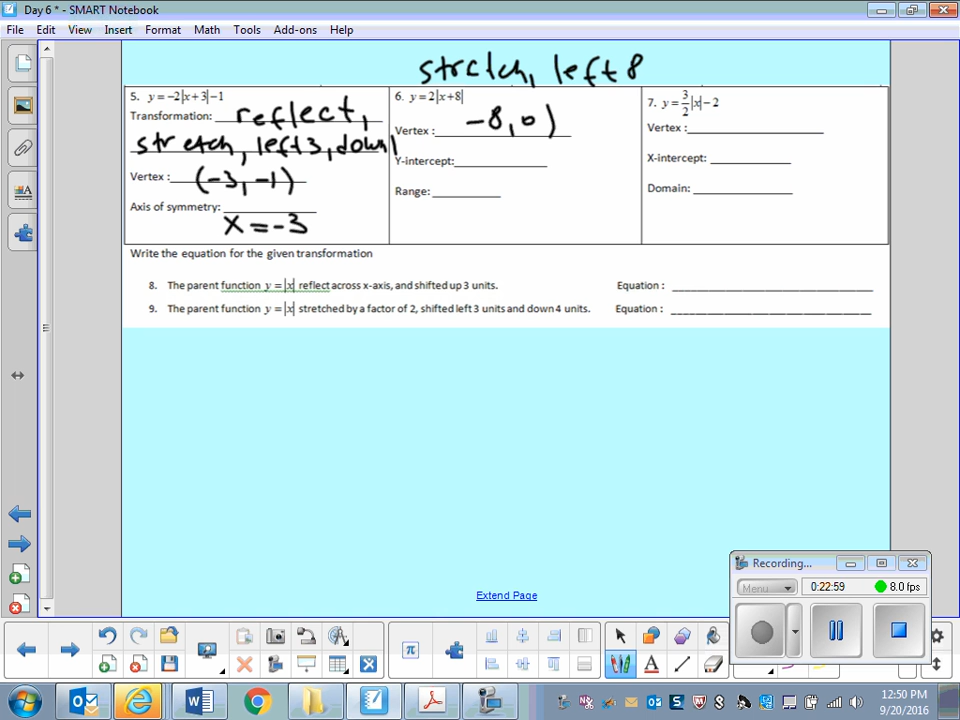 Day 6 * - SMART Notebook
File Edit View Insert Format Math Tools Add-ons Help
stretch, left 8
5. y = -2|x+3|-1
Transformation: reflect,
stretch, left 3, down 1
Vertex : (-3, -1)
Axis of symmetry:
x = -3
6. y = 2|x+8|
Vertex : -8, 0)
Y-intercept:
Range:
7. y = 3/2|x| - 2
Vertex :
X-intercept:
Domain:
Write the equation for the given transformation
8. The parent function y = |x| reflect across x-axis, and shifted up 3 units. Equation :
9. The parent function y = |x| stretched by a factor of 2, shifted left 3 units and down 4 units. Equation :
Extend Page
Recording...
Menu 0:22:59 8.0 fps
12:50 PM
9/20/2016